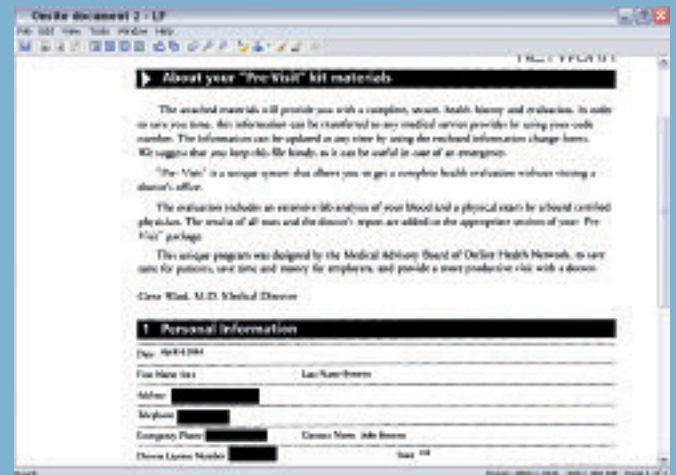 Onsite document 2 - LF
File Edit View Tools Window Help
About your "Pre-Visit" kit materials
The attached materials will provide you with a complete, secure, health history and evaluation. In order
to save you time, this information can be transferred to any medical service provider by using your code
number. The information can be updated at any time by using the enclosed information change forms.
We suggest that you keep this file handy, as it can be useful in case of an emergency.
"Pre-Visit" is a unique system that allows you to get a complete health evaluation without visiting a
doctor's office.
The evaluation includes an extensive lab analysis of your blood and a physical exam by a board certified
physician. The results of all tests and the doctor's report are added to the appropriate section of your Pre
Visit" package.
This unique program was designed by the Medical Advisory Board of OnSite Health Network, to save
time for patients, save time and money for employers, and provide a more productive visit with a doctor.
M.D. Medical Director
1 Personal Information
Date April
First Name Last Name
Address
Telephone
Company Phone Contact Name John
Drivers License Number State